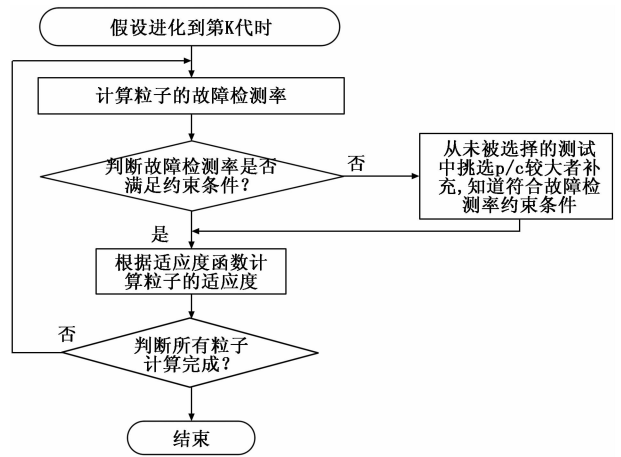 假设进化到第K代时
计算粒子的故障检测率
判断故障检测率是否
满足约束条件?
否
从未被选择的测试
中挑选p/c较大者补
充,知道符合故障检
测率约束条件
是
根据适应度函数计
算粒子的适应度
否
判断所有粒子
计算完成?
结束